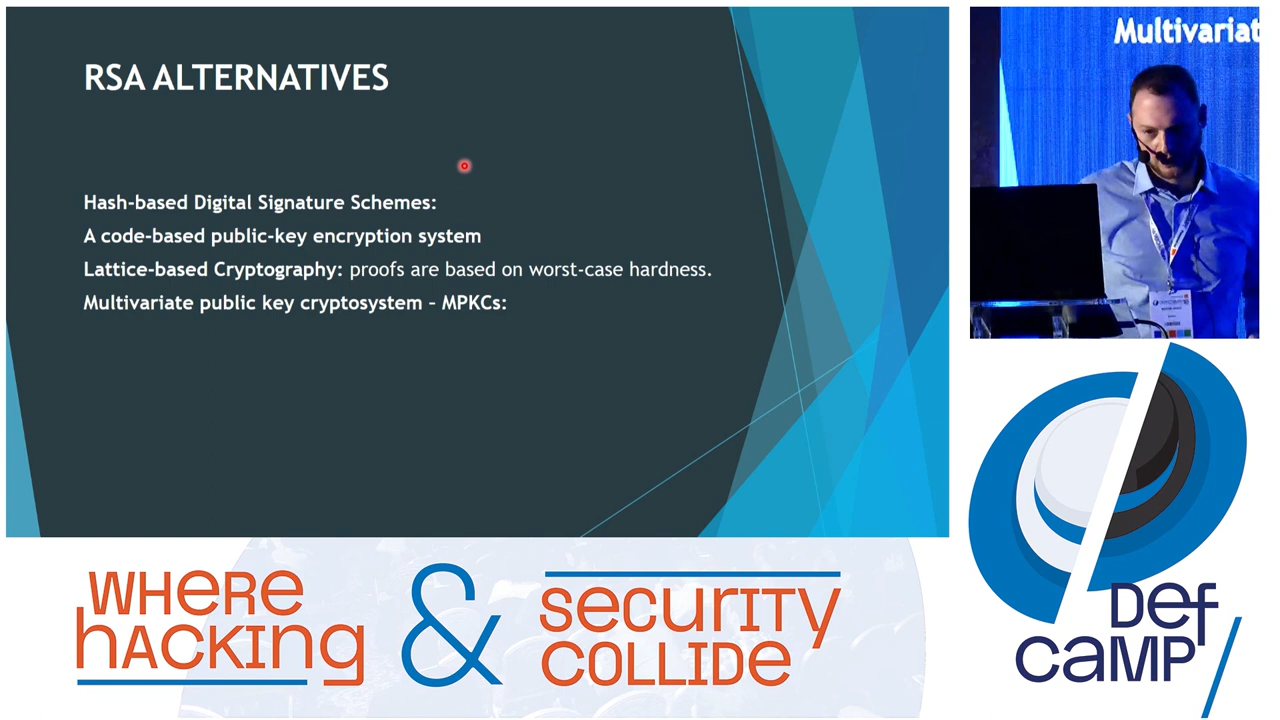 RSA ALTERNATIVES
Hash-based Digital Signature Schemes:
A code-based public-key encryption system
Lattice-based Cryptography: proofs are based on worst-case hardness.
Multivariate public key cryptosystem – MPKCs:
Multivariat
WHERE
hACKING
&
securITy
COLLIDe
Def
caMP